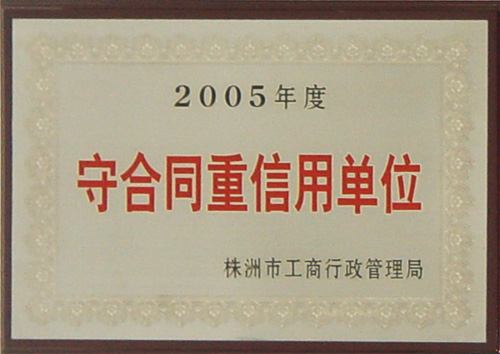 2005年度
守合同重信用单位
株洲市工商行政管理局